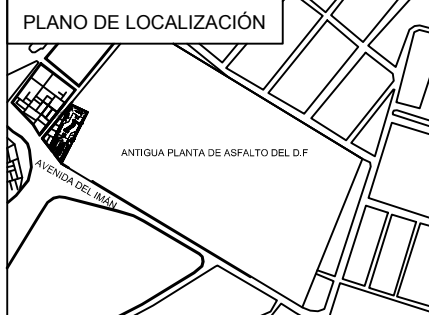 PLANO DE LOCALIZACIÓN
ANTIGUA PLANTA DE ASFALTO DEL D.F
AVENIDA DEL IMÁN